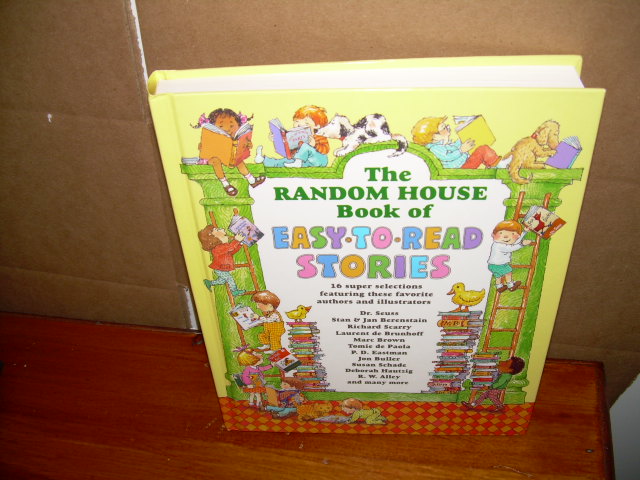 The
RANDOM HOUSE
Book of
EASY·TO·READ
STORIES
16 super selections
featuring these favorite
authors and illustrators
Dr. Seuss
Stan & Jan Berenstain
Richard Scarry
Laurent de Brunhoff
Marc Brown
Tomie de Paola
P. D. Eastman
Jon Buller
Susan Schade
Deborah Hautzig
R. W. Alley
and many more